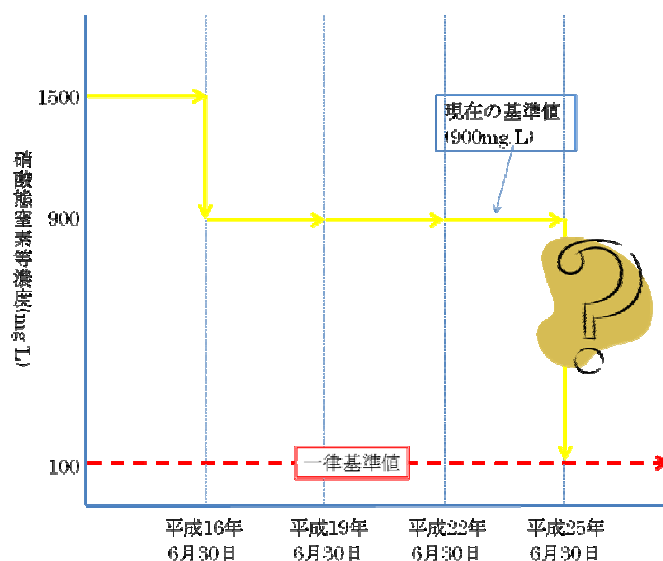 1500
現在の基準値
(900mg/L)
硝酸態窒素等濃度(mg/L)
900
?
100
一律基準値
平成16年
6月30日
平成19年
6月30日
平成22年
6月30日
平成25年
6月30日